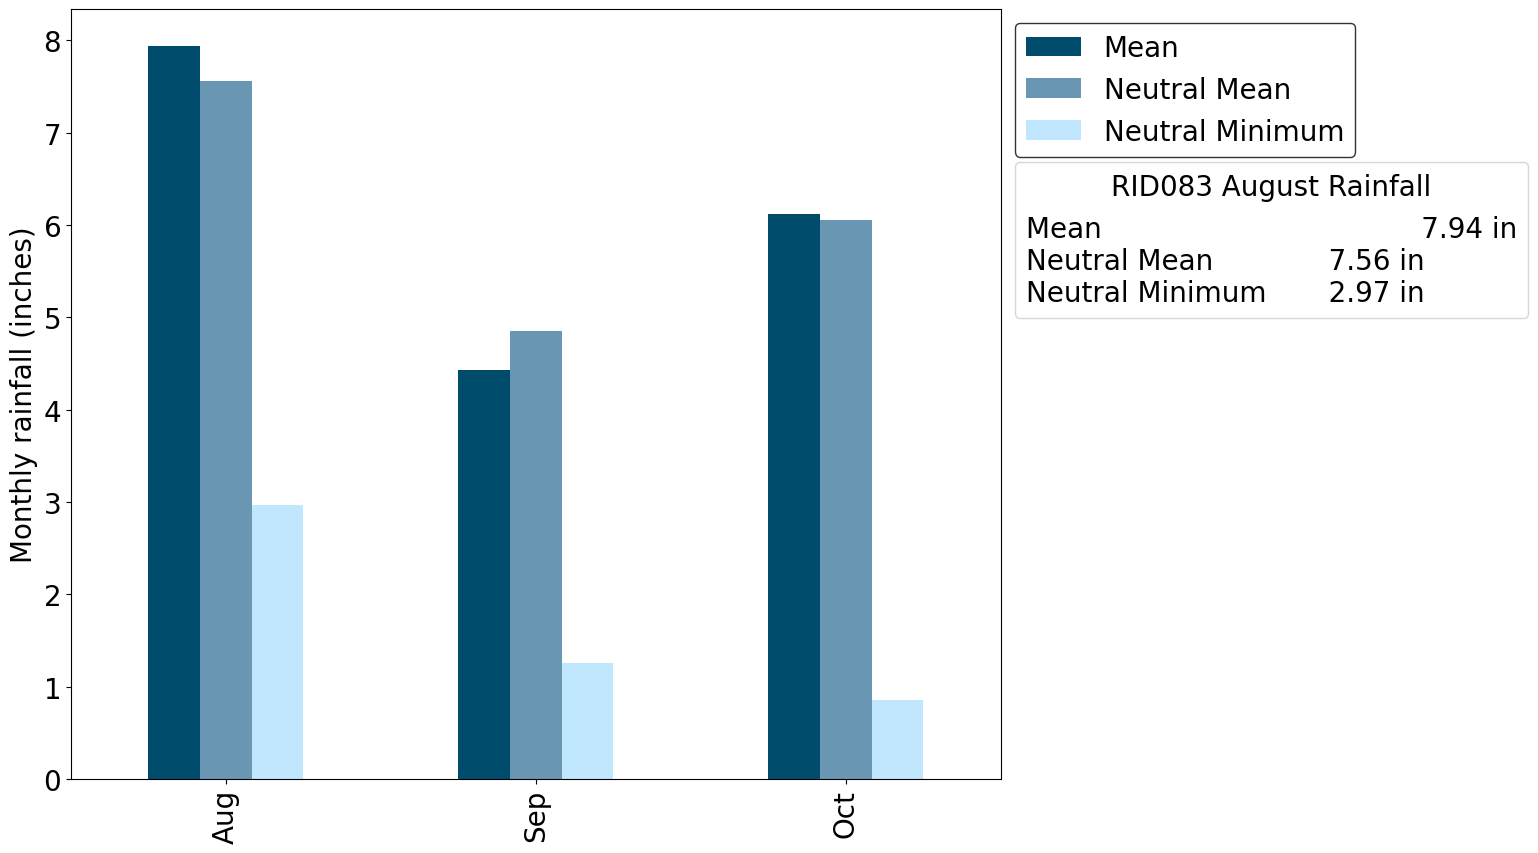 Monthly rainfall (inches)
8
7
6
5
4
3
2
1
0
Aug
Sep
Oct
Mean
Neutral Mean
Neutral Minimum
RID083 August Rainfall
Mean 7.94 in
Neutral Mean 7.56 in
Neutral Minimum 2.97 in